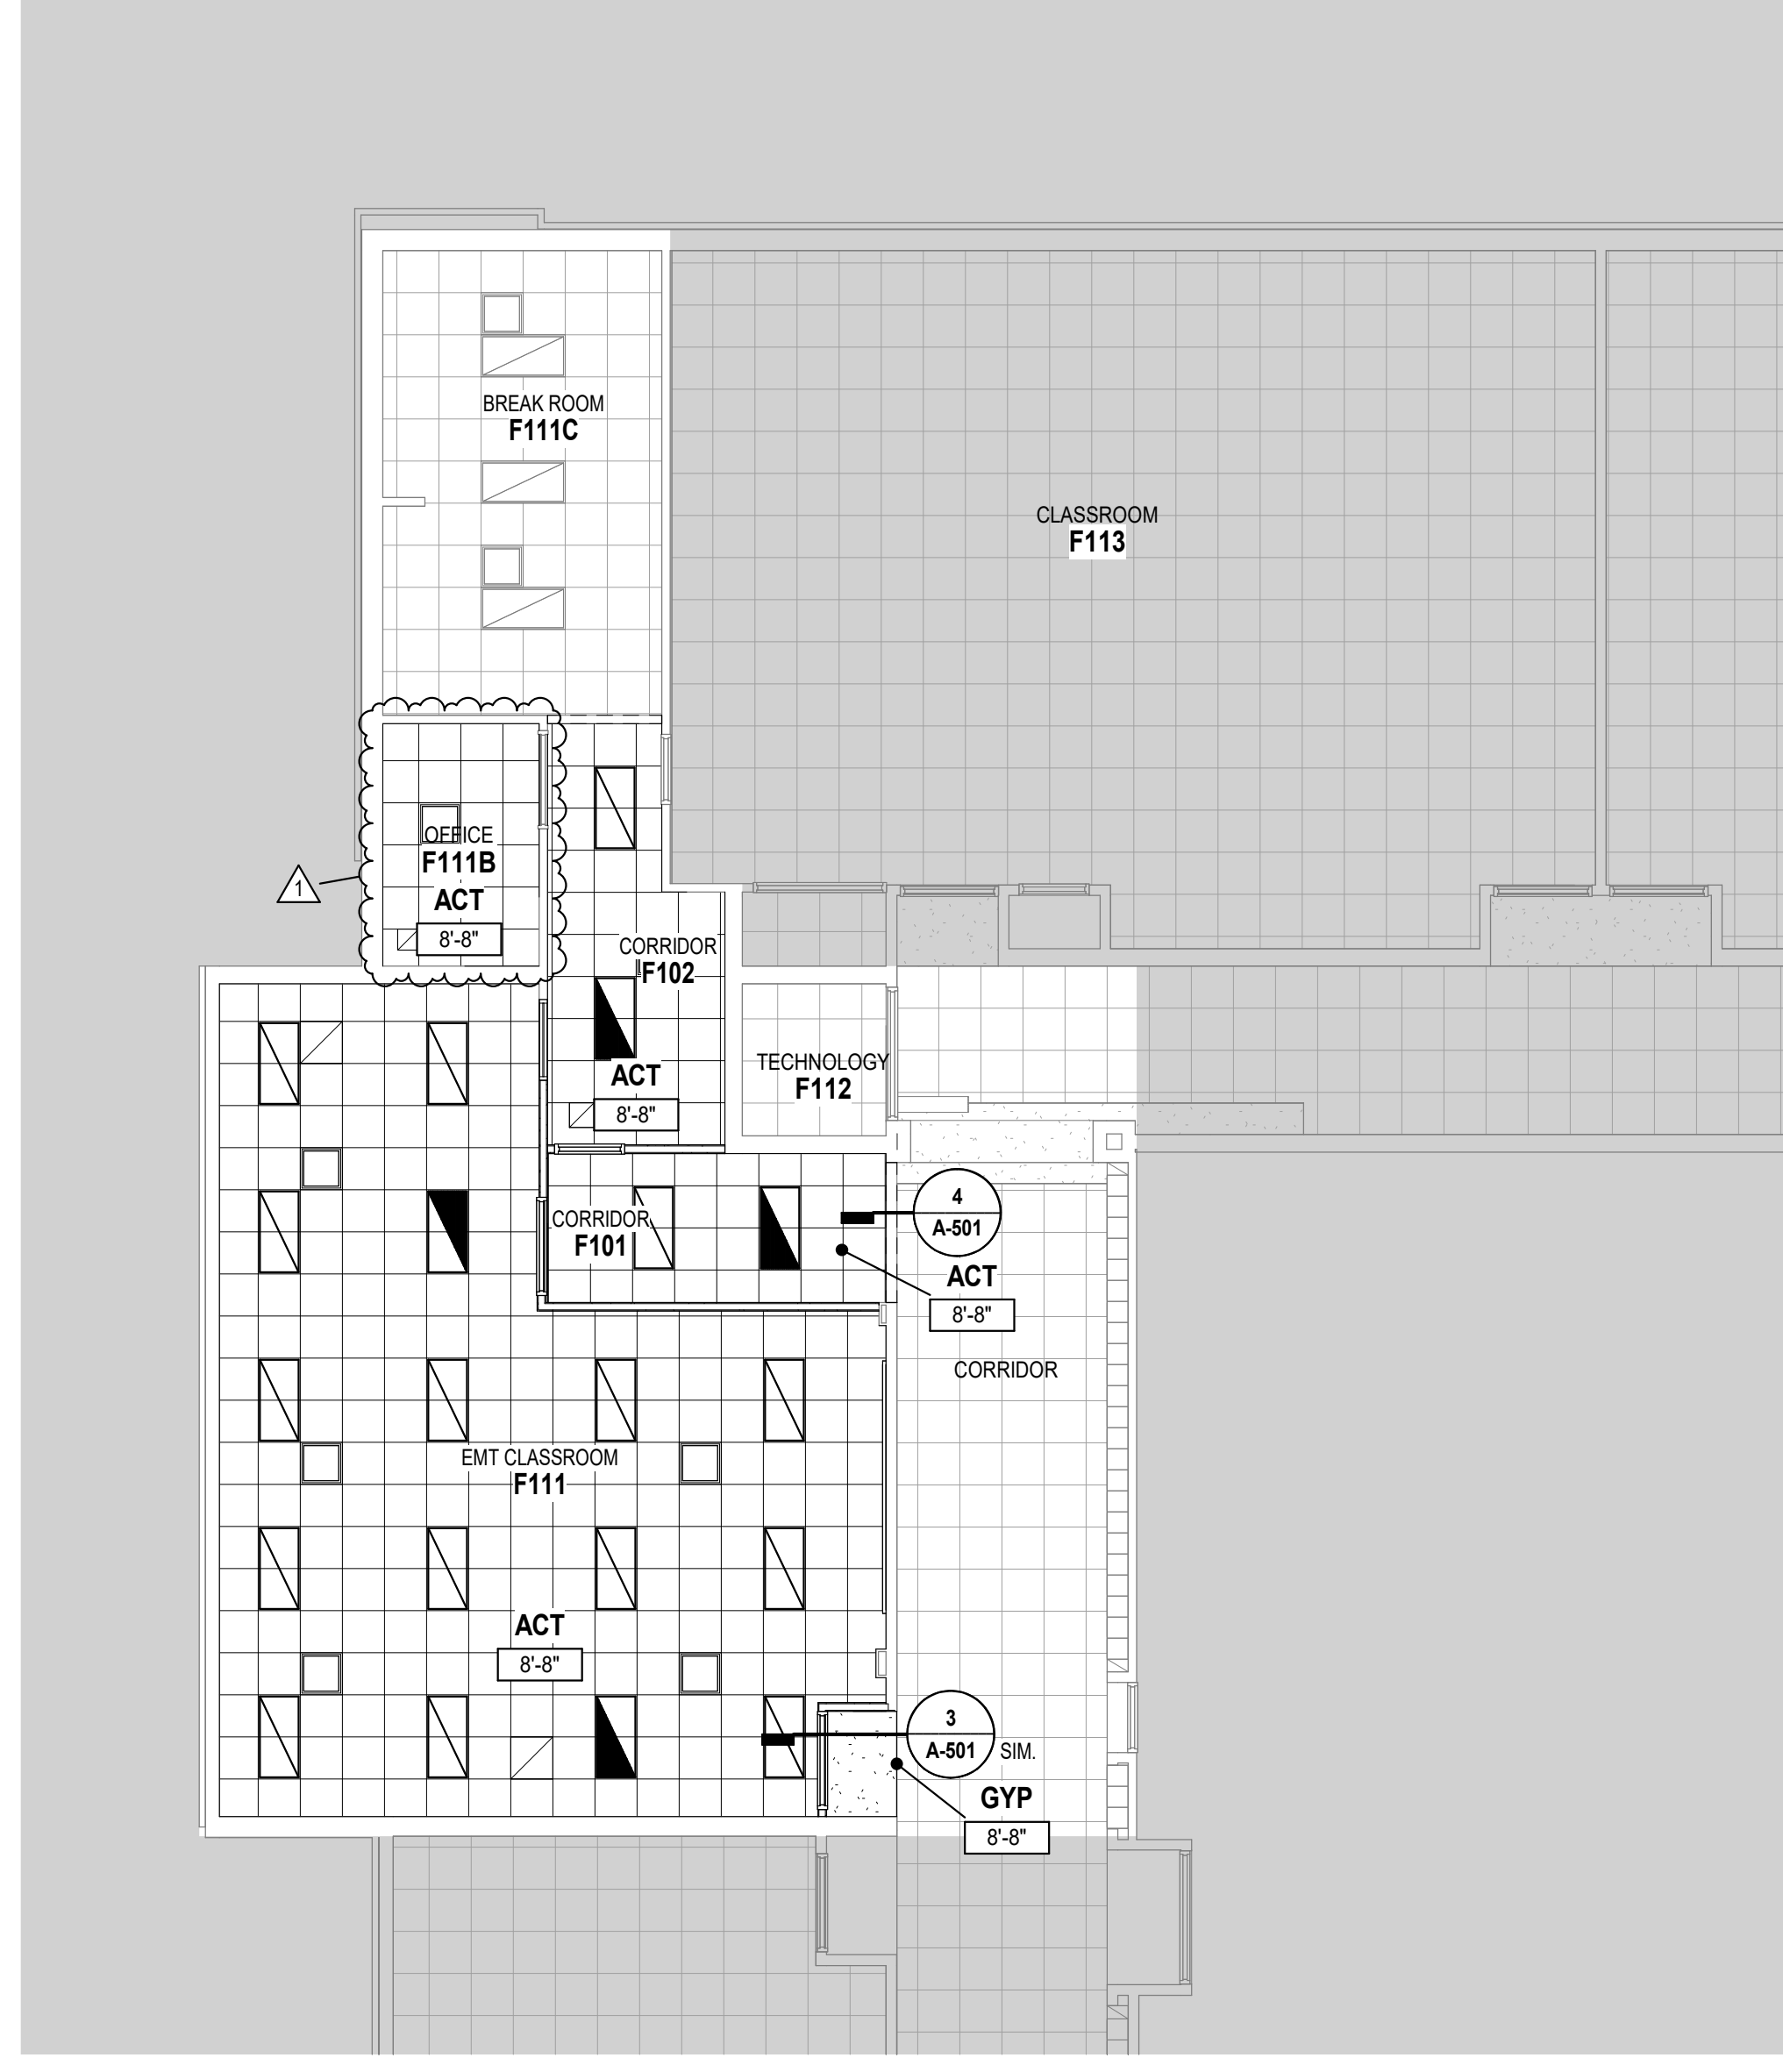 BREAK ROOM
F111C
CLASSROOM
F113
OFFICE
F111B
ACT
8'-8"
1
CORRIDOR
F102
ACT
8'-8"
TECHNOLOGY
F112
CORRIDOR
F101
4
A-501
ACT
8'-8"
CORRIDOR
EMT CLASSROOM
F111
ACT
8'-8"
3
A-501
SIM.
GYP
8'-8"